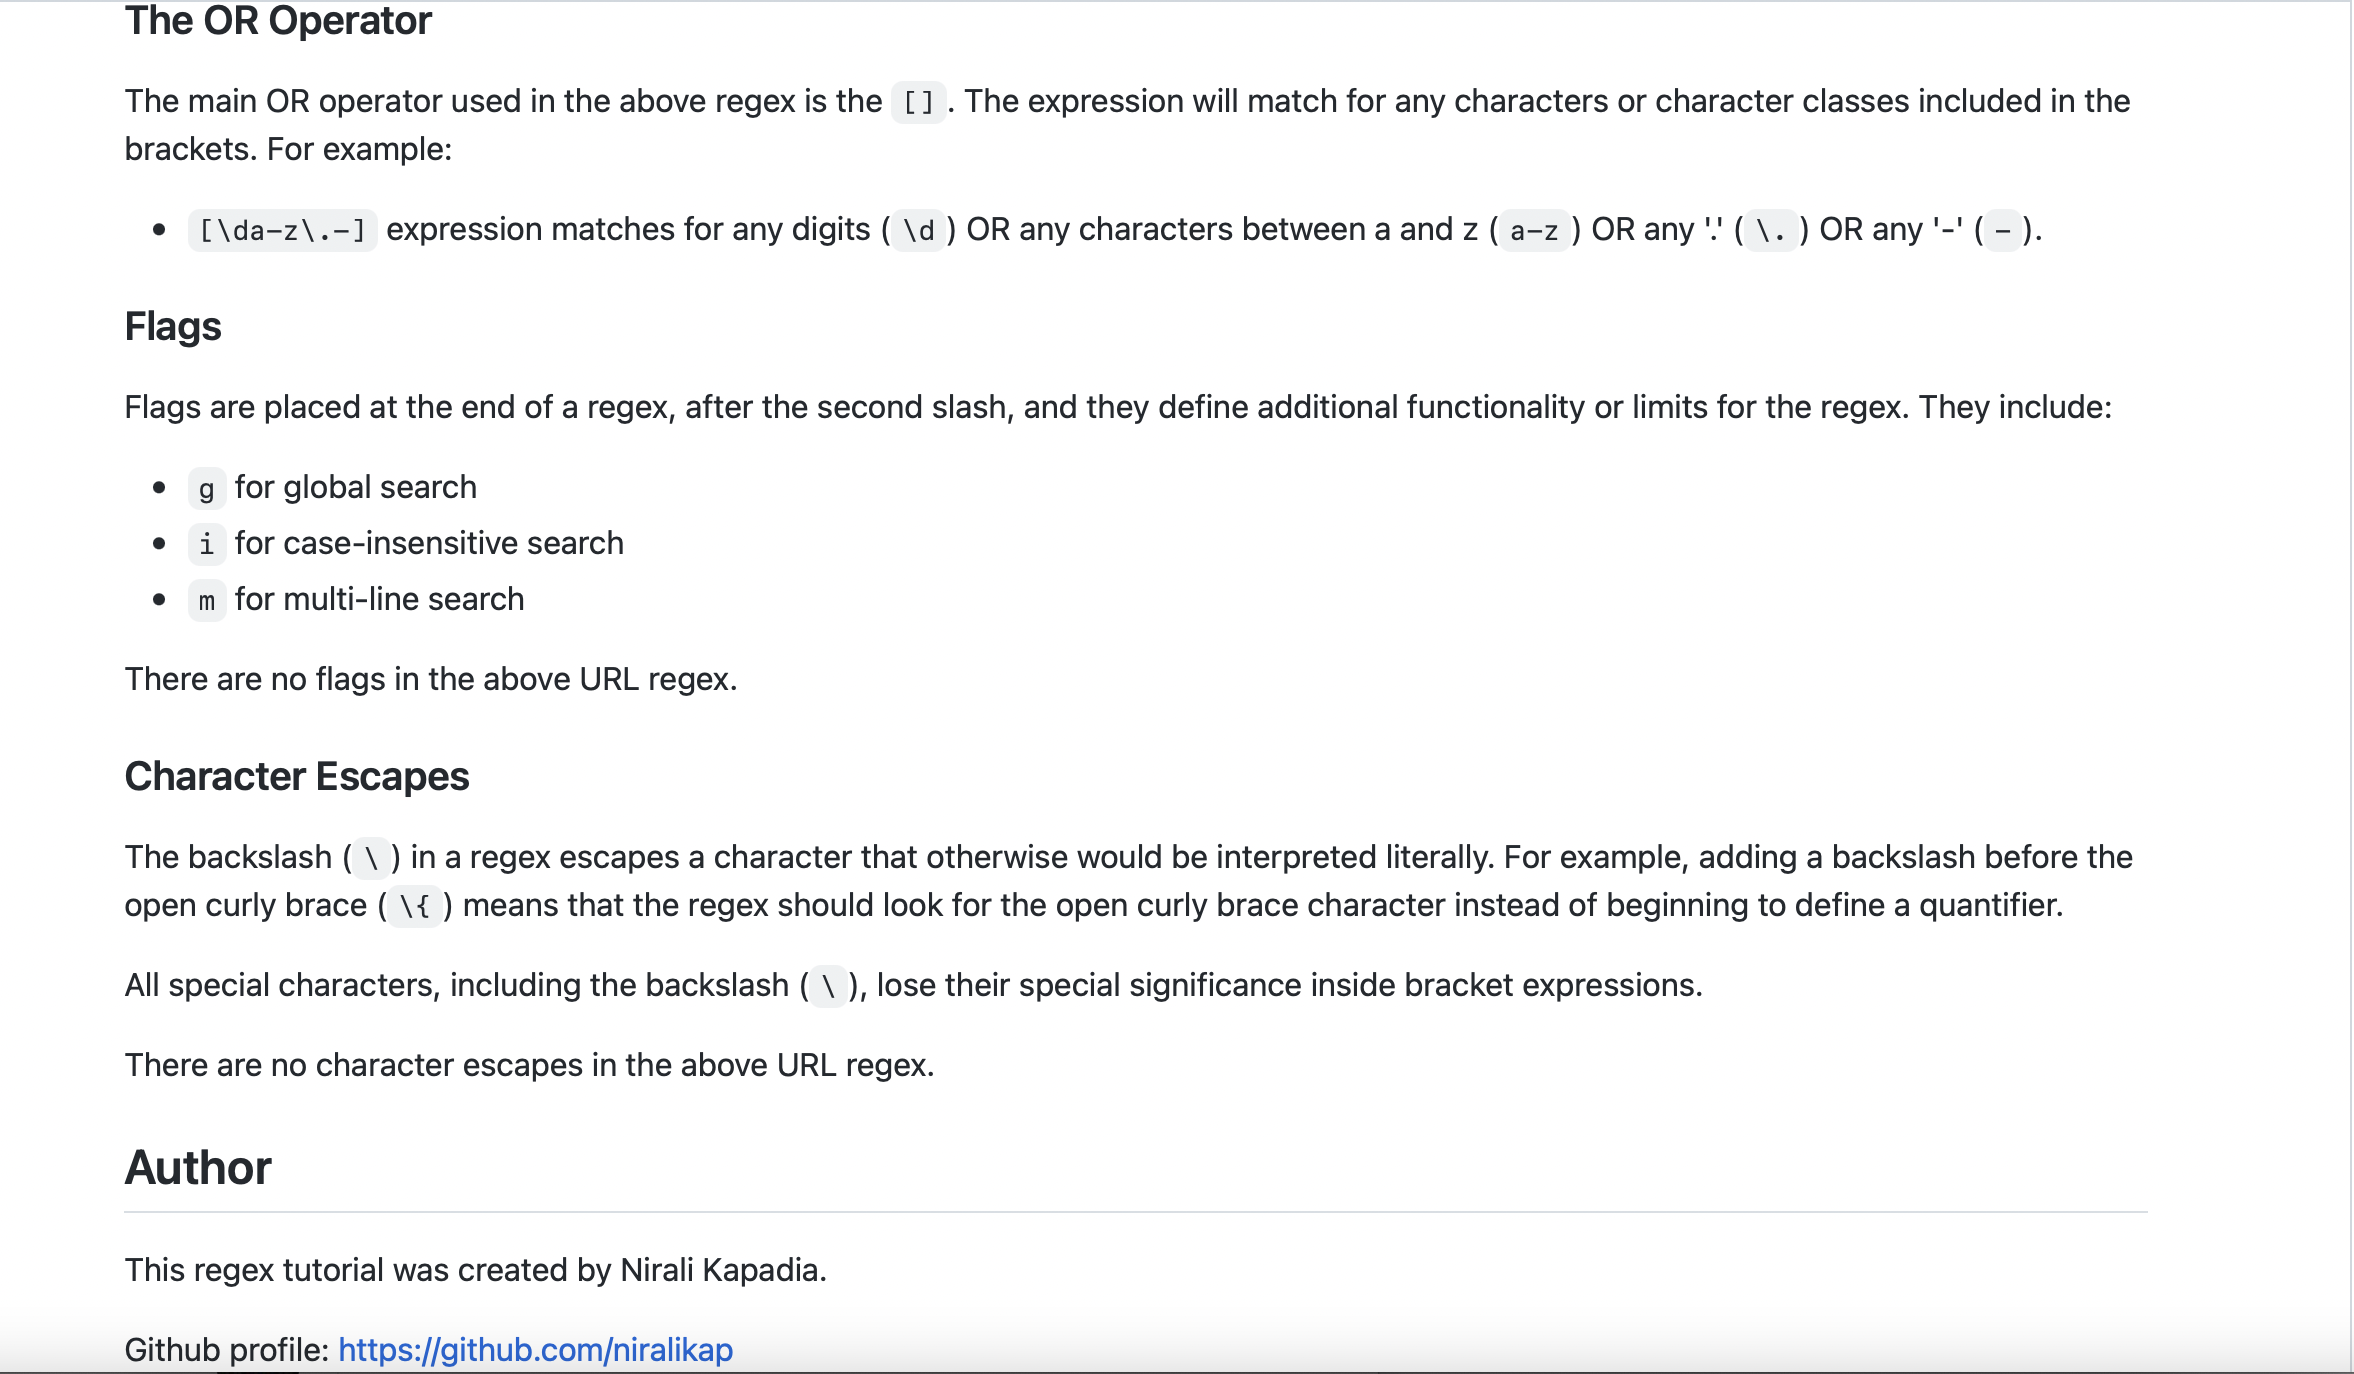 The OR Operator
The main OR operator used in the above regex is the [] . The expression will match for any characters or character classes included in the
brackets. For example:
• [\da-z\.-] expression matches for any digits ( \d ) OR any characters between a and z ( a-z ) OR any '.' ( \. ) OR any '-' ( - ).
Flags
Flags are placed at the end of a regex, after the second slash, and they define additional functionality or limits for the regex. They include:
• g for global search
• i for case-insensitive search
• m for multi-line search
There are no flags in the above URL regex.
Character Escapes
The backslash ( \ ) in a regex escapes a character that otherwise would be interpreted literally. For example, adding a backslash before the
open curly brace ( \{ ) means that the regex should look for the open curly brace character instead of beginning to define a quantifier.
All special characters, including the backslash ( \ ), lose their special significance inside bracket expressions.
There are no character escapes in the above URL regex.
Author
This regex tutorial was created by Nirali Kapadia.
Github profile: https://github.com/niralikap